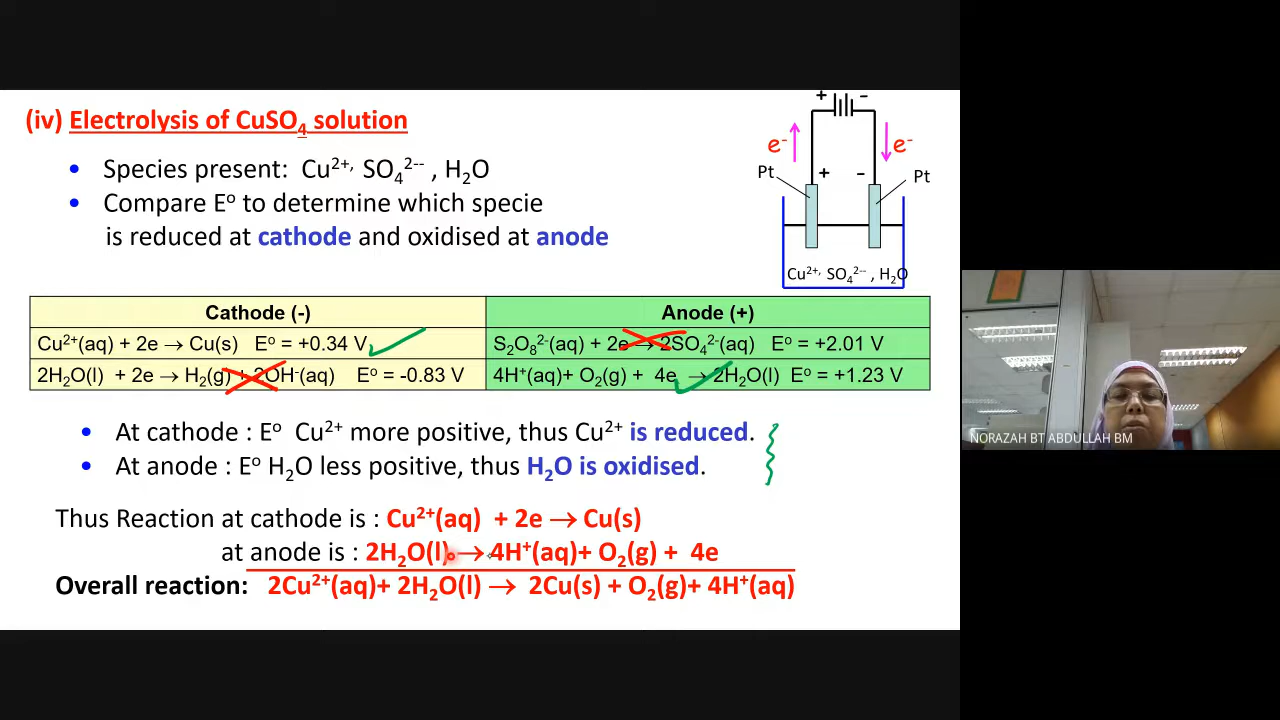 (iv) Electrolysis of CuSO₄ solution
• Species present: Cu²⁺, SO₄²⁻⁻ , H₂O
• Compare Eᵒ to determine which specie
is reduced at cathode and oxidised at anode
+ −
e⁻ e⁻
Pt + − Pt
Cu²⁺, SO₄²⁻⁻ , H₂O
Cathode (-) Anode (+)
Cu²⁺(aq) + 2e → Cu(s) Eᵒ = +0.34 V S₂O₈²⁻(aq) + 2e → 2SO₄²⁻(aq) Eᵒ = +2.01 V
2H₂O(l) + 2e → H₂(g) + 2OH⁻(aq) Eᵒ = -0.83 V 4H⁺(aq)+ O₂(g) + 4e → 2H₂O(l) Eᵒ = +1.23 V
• At cathode : Eᵒ Cu²⁺ more positive, thus Cu²⁺ is reduced.
• At anode : Eᵒ H₂O less positive, thus H₂O is oxidised.
Thus Reaction at cathode is : Cu²⁺(aq) + 2e → Cu(s)
at anode is : 2H₂O(l) → 4H⁺(aq)+ O₂(g) + 4e
Overall reaction: 2Cu²⁺(aq)+ 2H₂O(l) → 2Cu(s) + O₂(g)+ 4H⁺(aq)
NORAZAH BT ABDULLAH BM